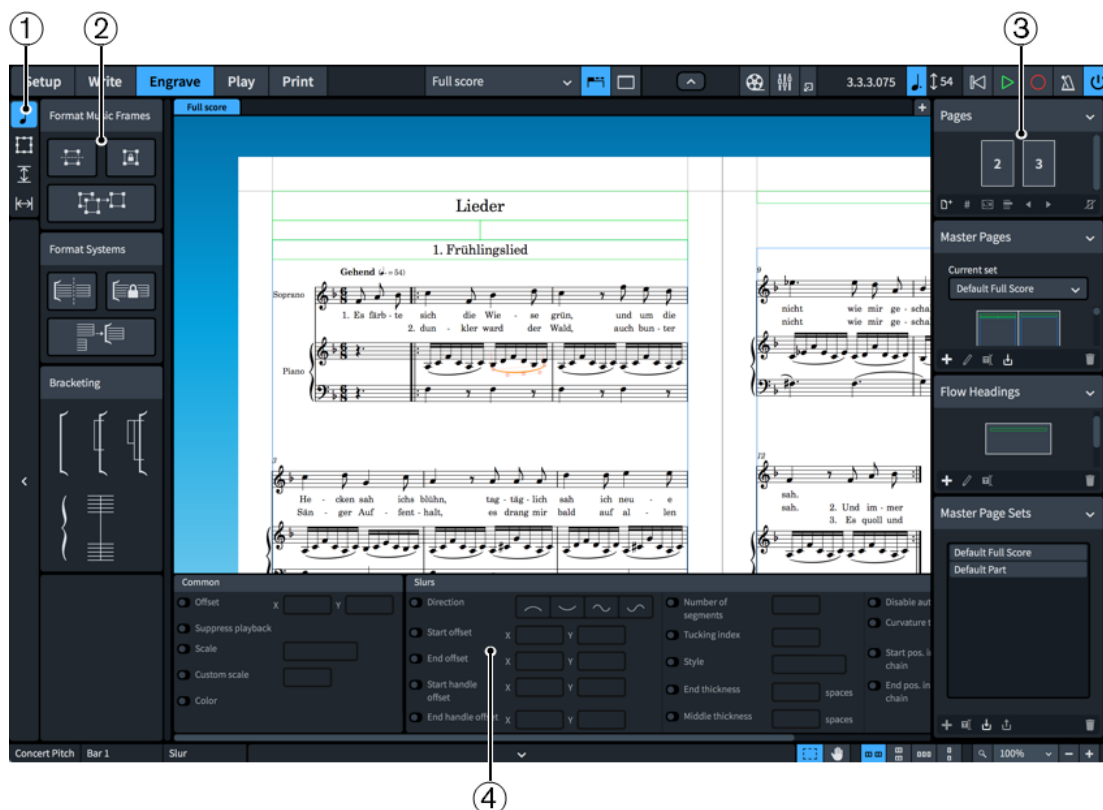 1
2
3
Setup Write Engrave Play Print Full score 3.3.3.075 54
Format Music Frames
Full score
Pages
2 3
#
Format Systems
Master Pages
Current set
Default Full Score
Bracketing
Flow Headings
Master Page Sets
Default Full Score
Default Part
Lieder
1. Frühlingslied
Gehend = 54
Soprano
1. Es färb - te sich die Wie - se grün, und um die
2. dun - kler ward der Wald, auch bun - ter
Piano
3
He - cken sah ichs blühn, tag - täg - lich sah ich neu - e
Sän - ger Auf - fent - halt, es drang mir bald auf al - len
9
nicht wie mir ge - scha
nicht wie mir ge - scha
12
sah.
sah. 2. Und im - mer
3. Es quoll und
Common
Offset X Y
Suppress playback
Scale
Custom scale
Color
Slurs
Direction
Start offset X Y
End offset X Y
Start handle offset X Y
End handle offset X Y
Number of segments
Tucking index
Style
End thickness spaces
Middle thickness spaces
Disable aut
Curvature t
Start pos. in
chain
End pos. in
chain
Concert Pitch Bar 1 Slur 100%
4